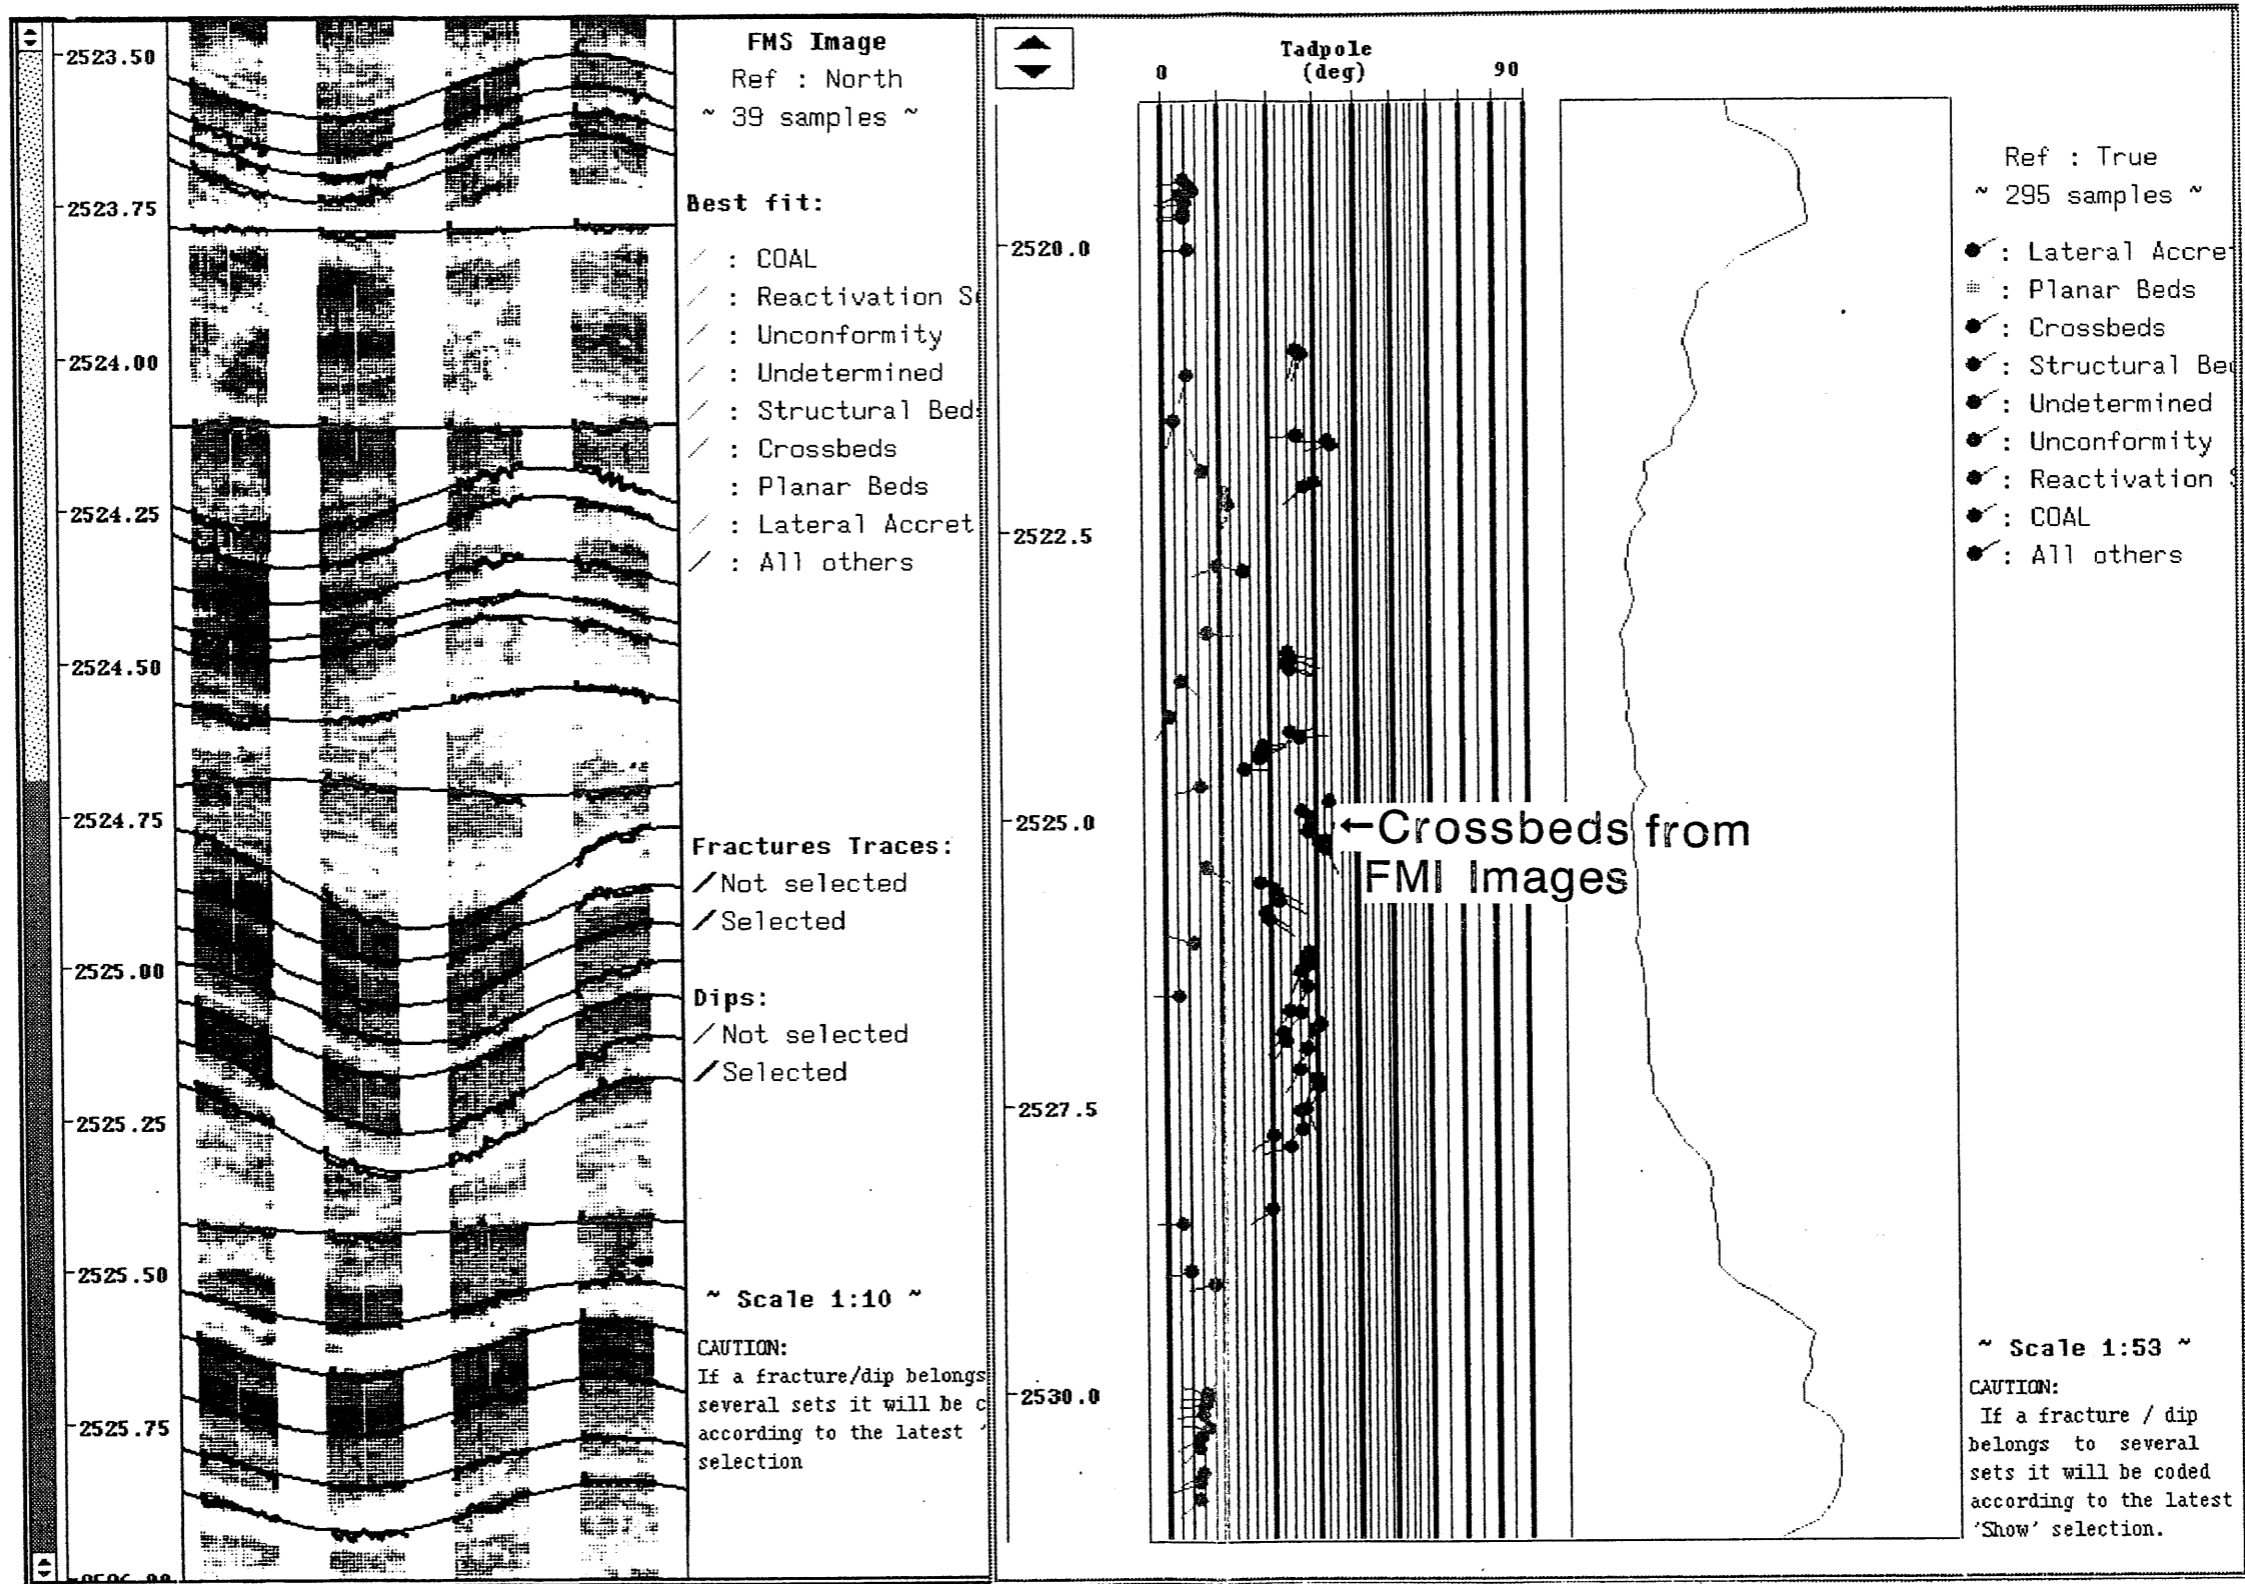 2523.50
2523.75
2524.00
2524.25
2524.50
2524.75
2525.00
2525.25
2525.50
2525.75
FMS Image
Ref : North
~ 39 samples ~
Best fit:
: COAL
: Reactivation S
: Unconformity
: Undetermined
: Structural Bed
: Crossbeds
: Planar Beds
: Lateral Accret
: All others
Fractures Traces:
Not selected
Selected
Dips:
Not selected
Selected
~ Scale 1:10 ~
CAUTION:
If a fracture/dip belongs
several sets it will be c
according to the latest '
selection
Tadpole
(deg)
0 90
2520.0
2522.5
2525.0
2527.5
2530.0
←Crossbeds from
FMI Images
Ref : True
~ 295 samples ~
: Lateral Accre
: Planar Beds
: Crossbeds
: Structural Be
: Undetermined
: Unconformity
: Reactivation S
: COAL
: All others
~ Scale 1:53 ~
CAUTION:
If a fracture / dip
belongs to several
sets it will be coded
according to the latest
'Show' selection.